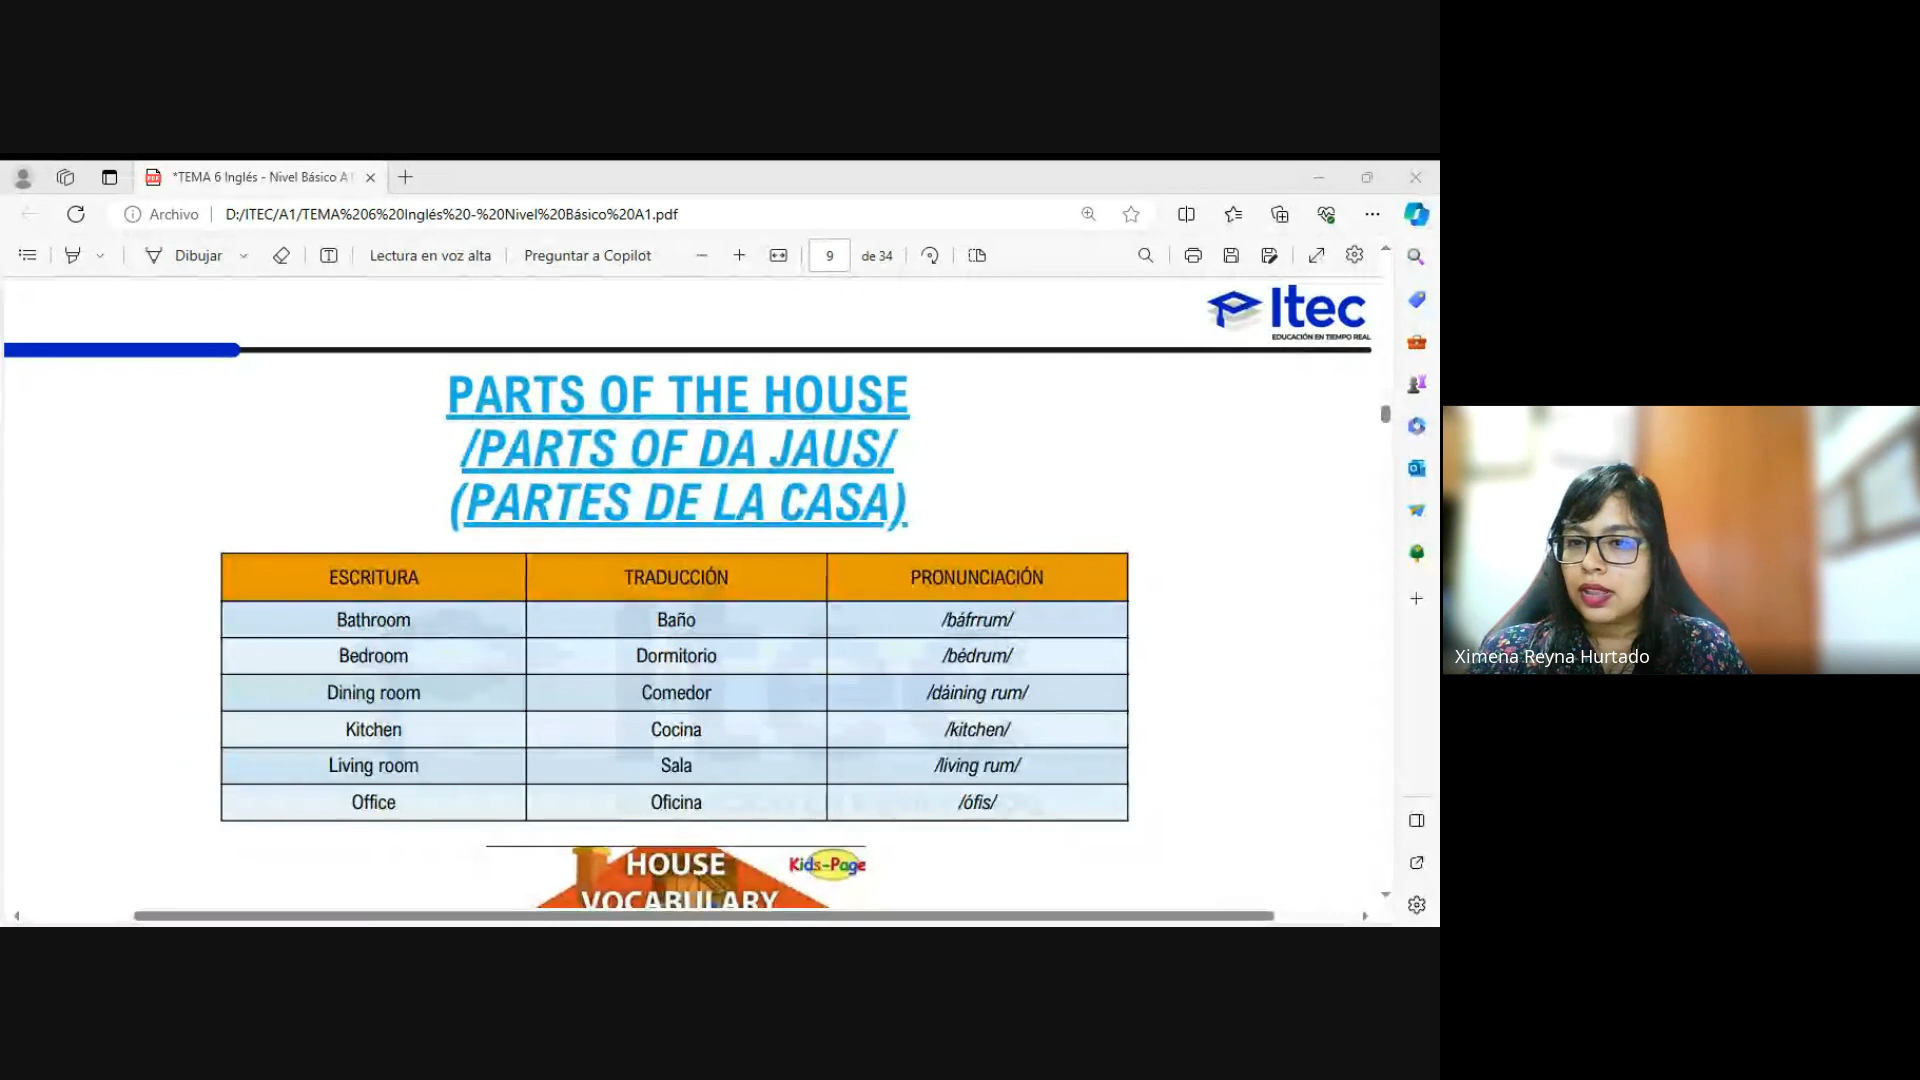 *TEMA 6 Inglés - Nivel Básico A1
Archivo
D:/ITEC/A1/TEMA%206%20Inglés%20-%20Nivel%20Básico%20A1.pdf
Dibujar
Lectura en voz alta
Preguntar a Copilot
9
de 34
Itec
EDUCACIÓN EN TIEMPO REAL
PARTS OF THE HOUSE
/PARTS OF DA JAUS/
(PARTES DE LA CASA)
ESCRITURA TRADUCCIÓN PRONUNCIACIÓN
Bathroom Baño /báfrrum/
Bedroom Dormitorio /bédrum/
Dining room Comedor /dáining rum/
Kitchen Cocina /kitchen/
Living room Sala /living rum/
Office Oficina /ófis/
HOUSE
VOCABULARY
Kids-Page
Ximena Reyna Hurtado